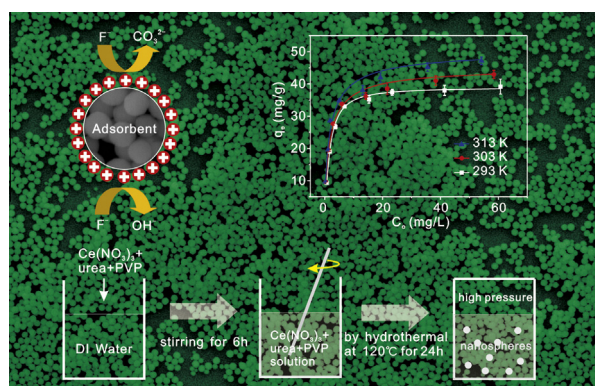 F⁻ CO₃²⁻
Adsorbent
F⁻ OH⁻
50
40
30
20
10
qₑ (mg/g)
313 K
303 K
293 K
0 20 40 60 80
Cₒ (mg/L)
Ce(NO₃)₃+
urea+PVP
DI Water
stirring for 6h
Ce(NO₃)₃+
urea+PVP
solution
by hydrothermal
at 120℃ for 24h
high pressure
nanospheres